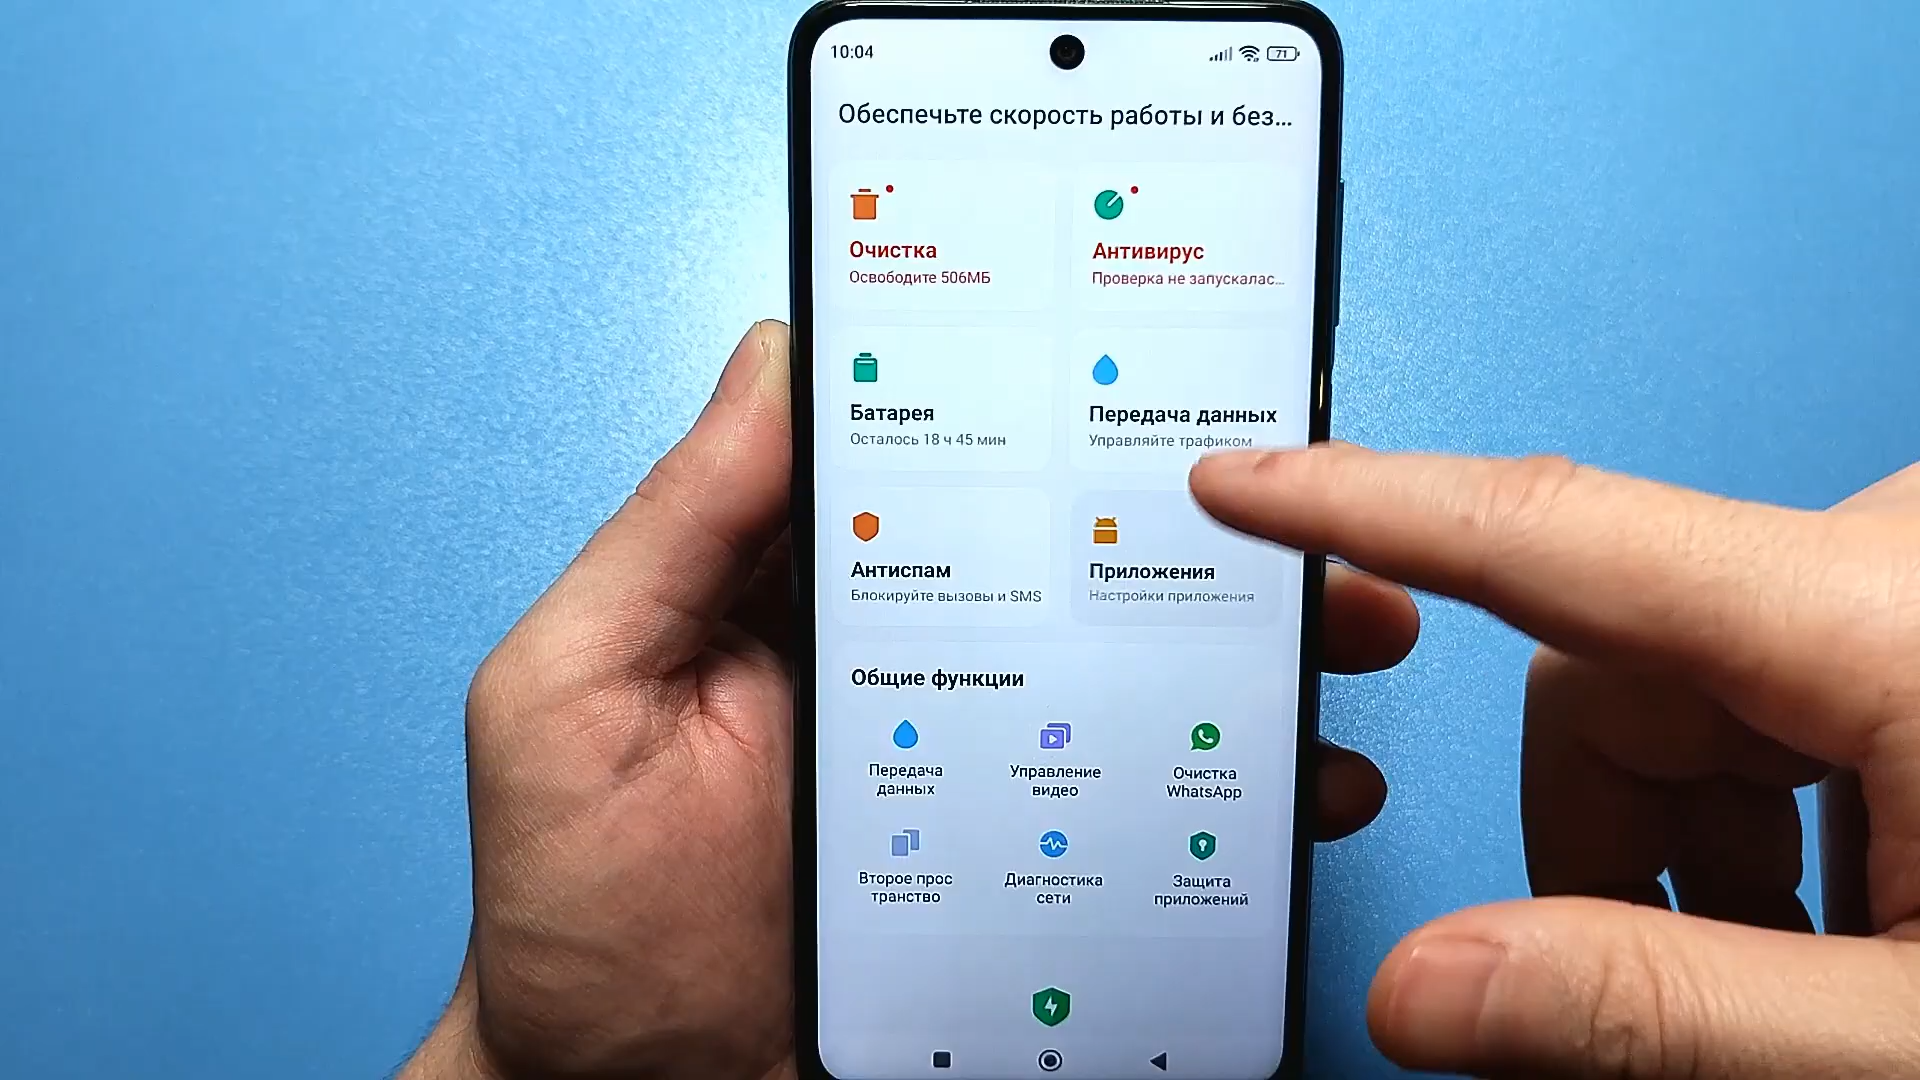 10:04
71
Обеспечьте скорость работы и без...
Очистка
Освободите 506МБ
Антивирус
Проверка не запускалас...
Батарея
Осталось 18 ч 45 мин
Передача данных
Управляйте трафиком
Антиспам
Блокируйте вызовы и SMS
Приложения
Настройки приложения
Общие функции
Передача
данных
Управление
видео
Очистка
WhatsApp
Второе прос
транство
Диагностика
сети
Защита
приложений